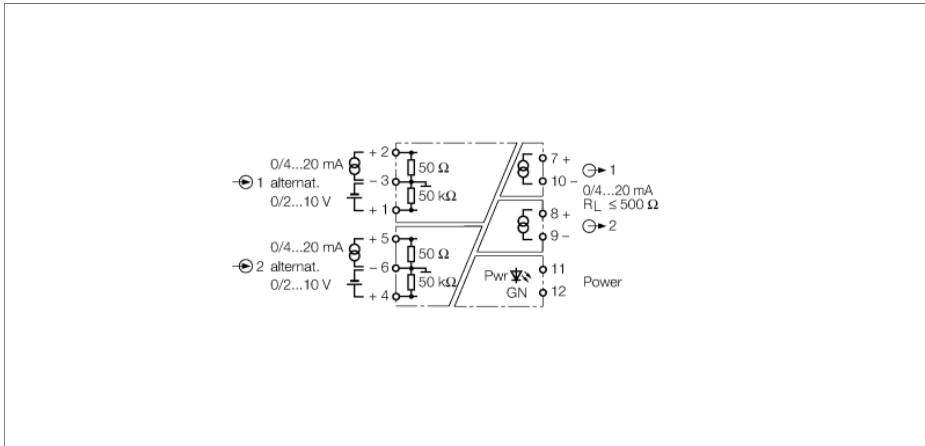 + 2
0/4...20 mA
50 Ω
1 alternat.
– 3
0/2...10 V
50 kΩ
+ 1
+ 5
0/4...20 mA
50 Ω
2 alternat.
– 6
0/2...10 V
50 kΩ
+ 4
7 +
1
10 –
0/4...20 mA
RL ≤ 500 Ω
8 +
2
9 –
Pwr
GN
11
12
Power